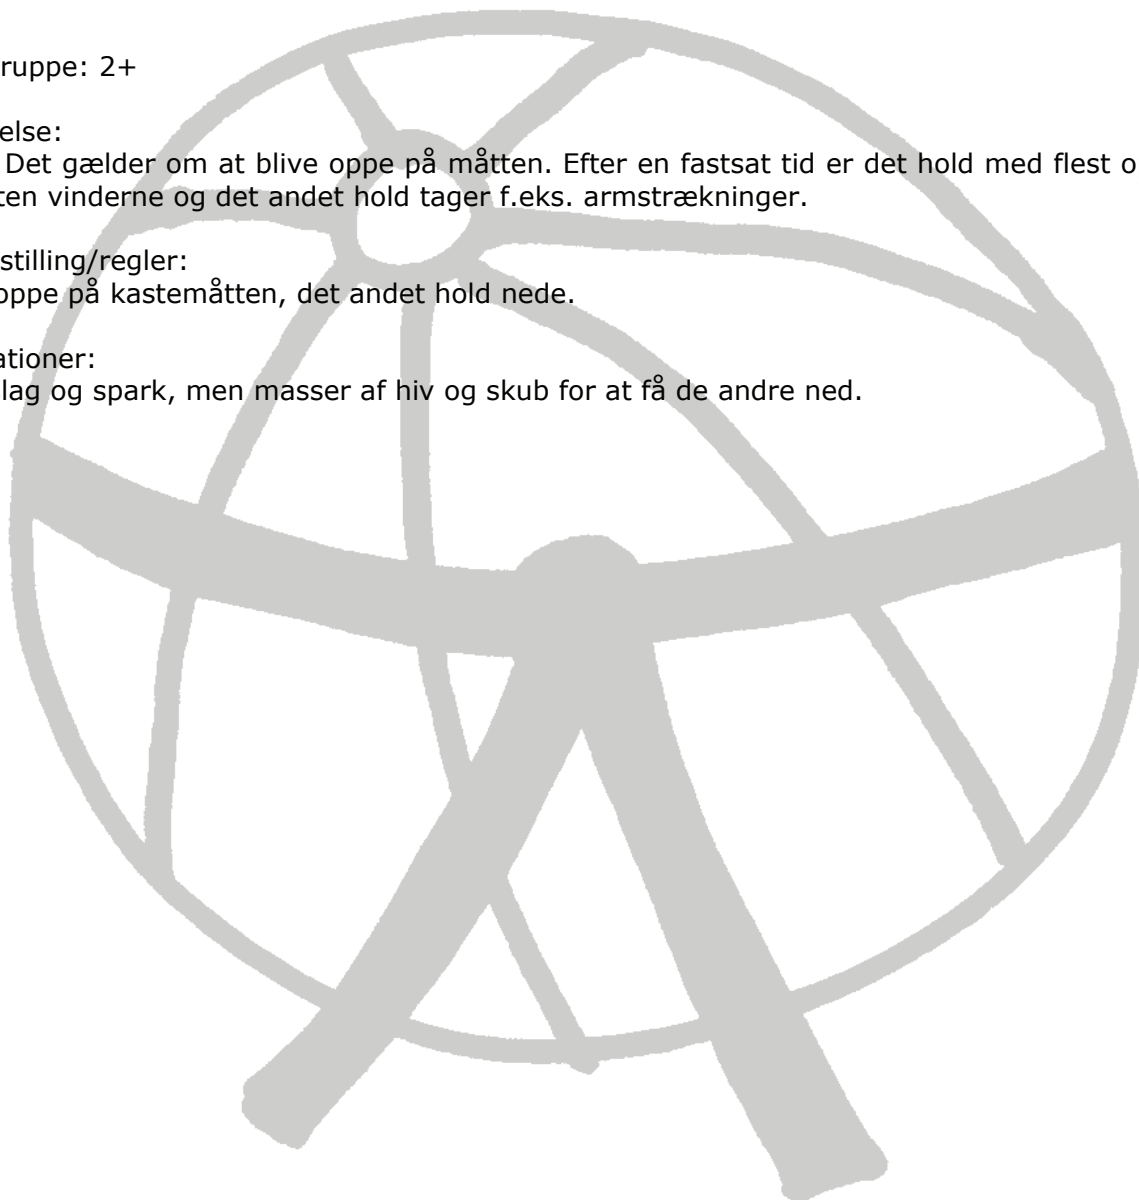 ruppe: 2+
else:
Det gælder om at blive oppe på måtten. Efter en fastsat tid er det hold med flest o
ten vinderne og det andet hold tager f.eks. armstrækninger.
stilling/regler:
oppe på kastemåtten, det andet hold nede.
ationer:
lag og spark, men masser af hiv og skub for at få de andre ned.